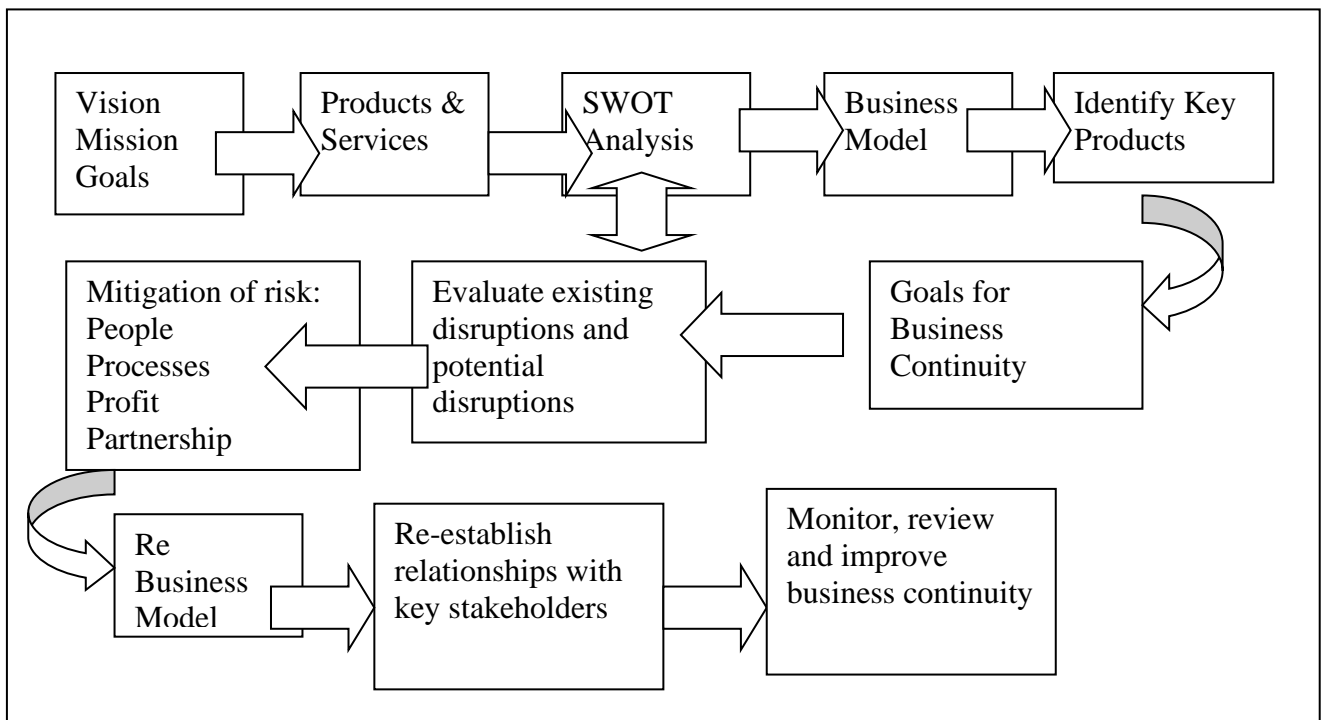 Vision
Mission
Goals
Products &
Services
SWOT
Analysis
Business
Model
Identify Key
Products
Goals for
Business
Continuity
Evaluate existing
disruptions and
potential
disruptions
Mitigation of risk:
People
Processes
Profit
Partnership
Re
Business
Model
Re-establish
relationships with
key stakeholders
Monitor, review
and improve
business continuity